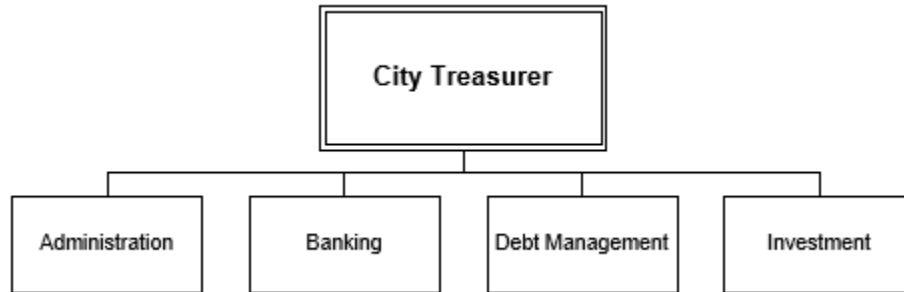 City Treasurer
Administration
Banking
Debt Management
Investment